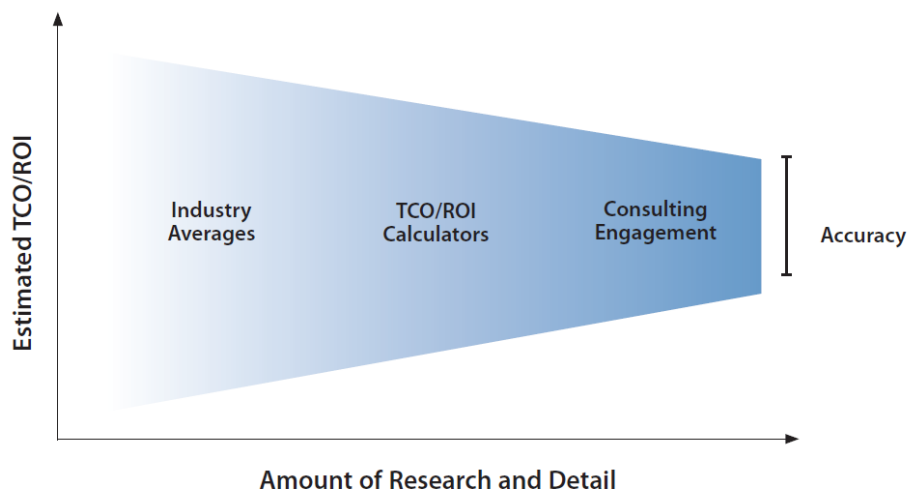 Estimated TCO/ROI
Industry
Averages
TCO/ROI
Calculators
Consulting
Engagement
Accuracy
Amount of Research and Detail